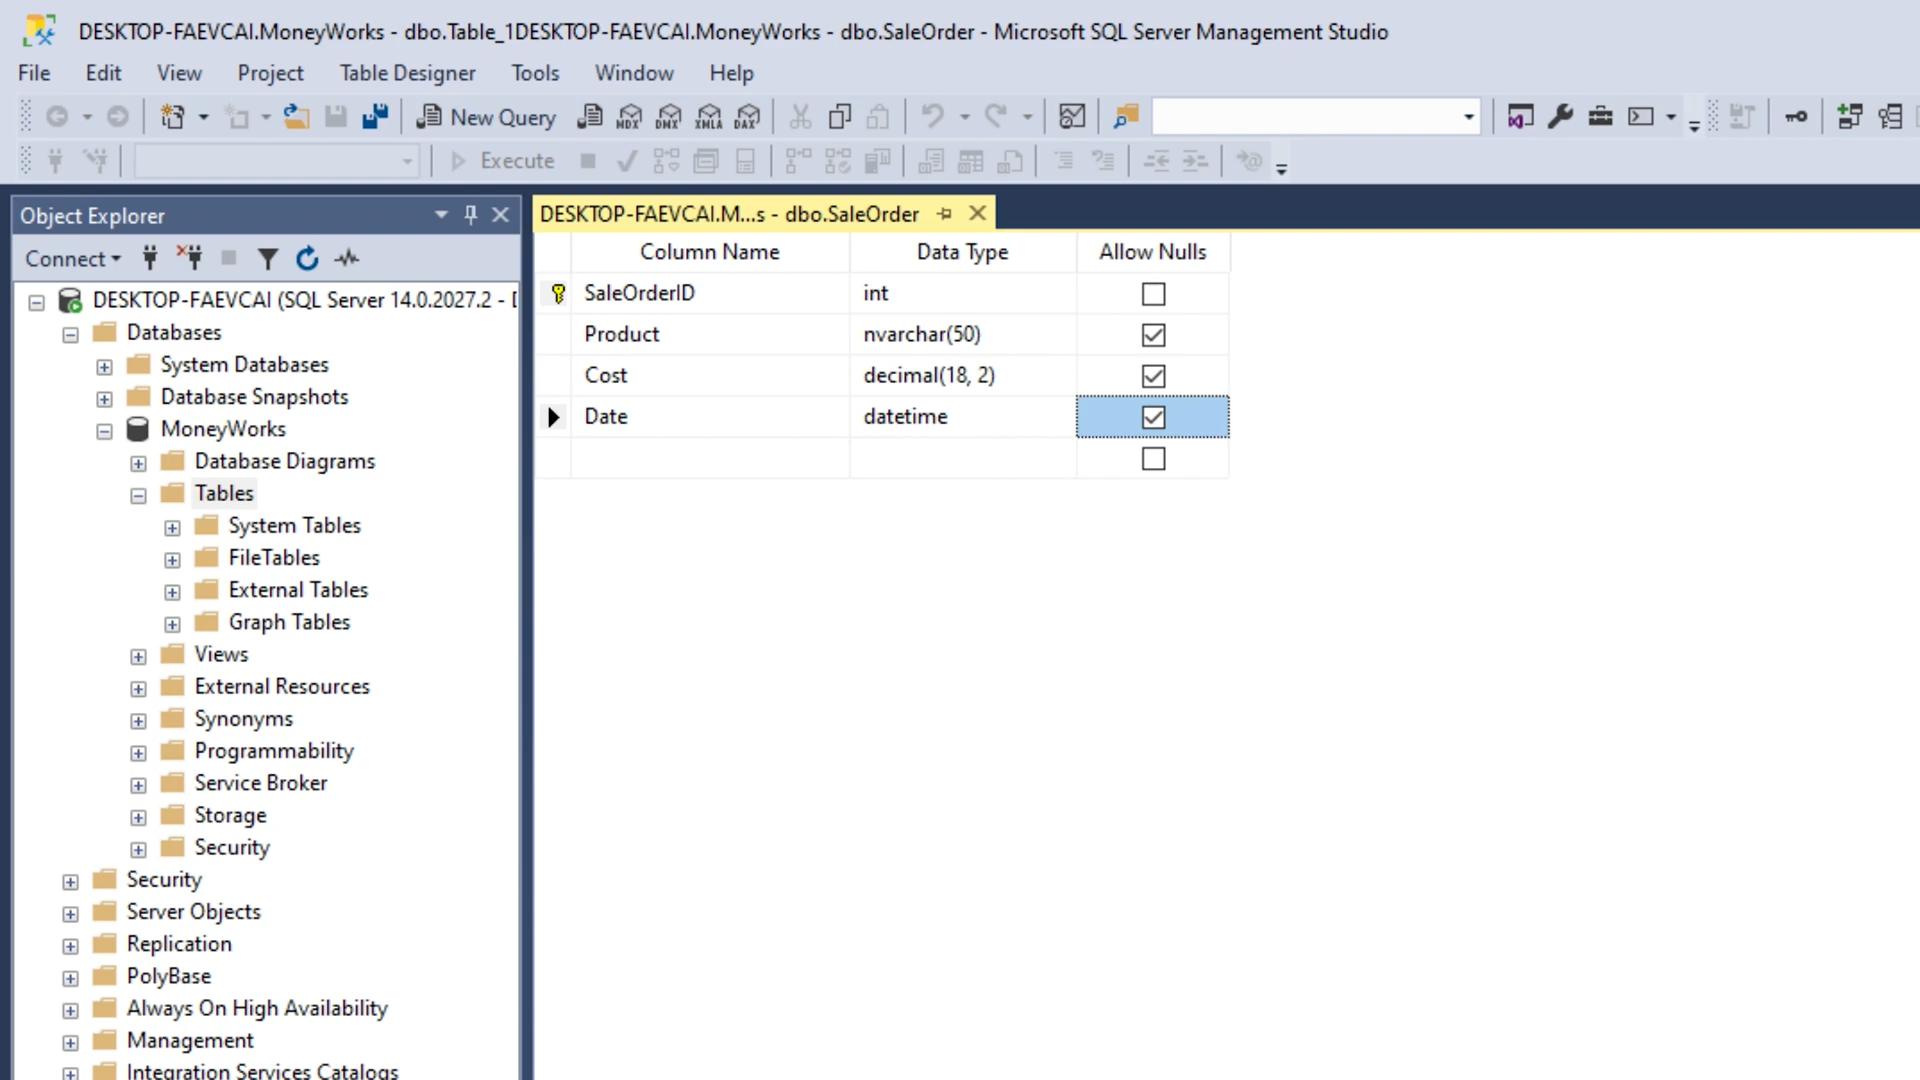 DESKTOP-FAEVCAI.MoneyWorks - dbo.Table_1DESKTOP-FAEVCAI.MoneyWorks - dbo.SaleOrder - Microsoft SQL Server Management Studio
File Edit View Project Table Designer Tools Window Help
New Query MDX DMX XMLA DAX
Execute
Object Explorer
Connect
DESKTOP-FAEVCAI (SQL Server 14.0.2027.2 -
Databases
System Databases
Database Snapshots
MoneyWorks
Database Diagrams
Tables
System Tables
FileTables
External Tables
Graph Tables
Views
External Resources
Synonyms
Programmability
Service Broker
Storage
Security
Security
Server Objects
Replication
PolyBase
Always On High Availability
Management
Integration Services Catalogs
DESKTOP-FAEVCAI.M...s - dbo.SaleOrder
Column Name Data Type Allow Nulls
SaleOrderID int
Product nvarchar(50)
Cost decimal(18, 2)
Date datetime